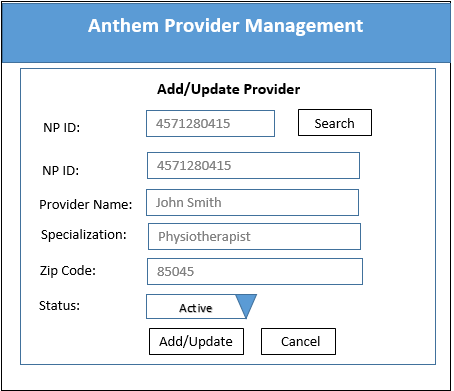 Anthem Provider Management
Add/Update Provider
NP ID: 4571280415 Search
NP ID: 4571280415
Provider Name: John Smith
Specialization: Physiotherapist
Zip Code: 85045
Status: Active
Add/Update Cancel